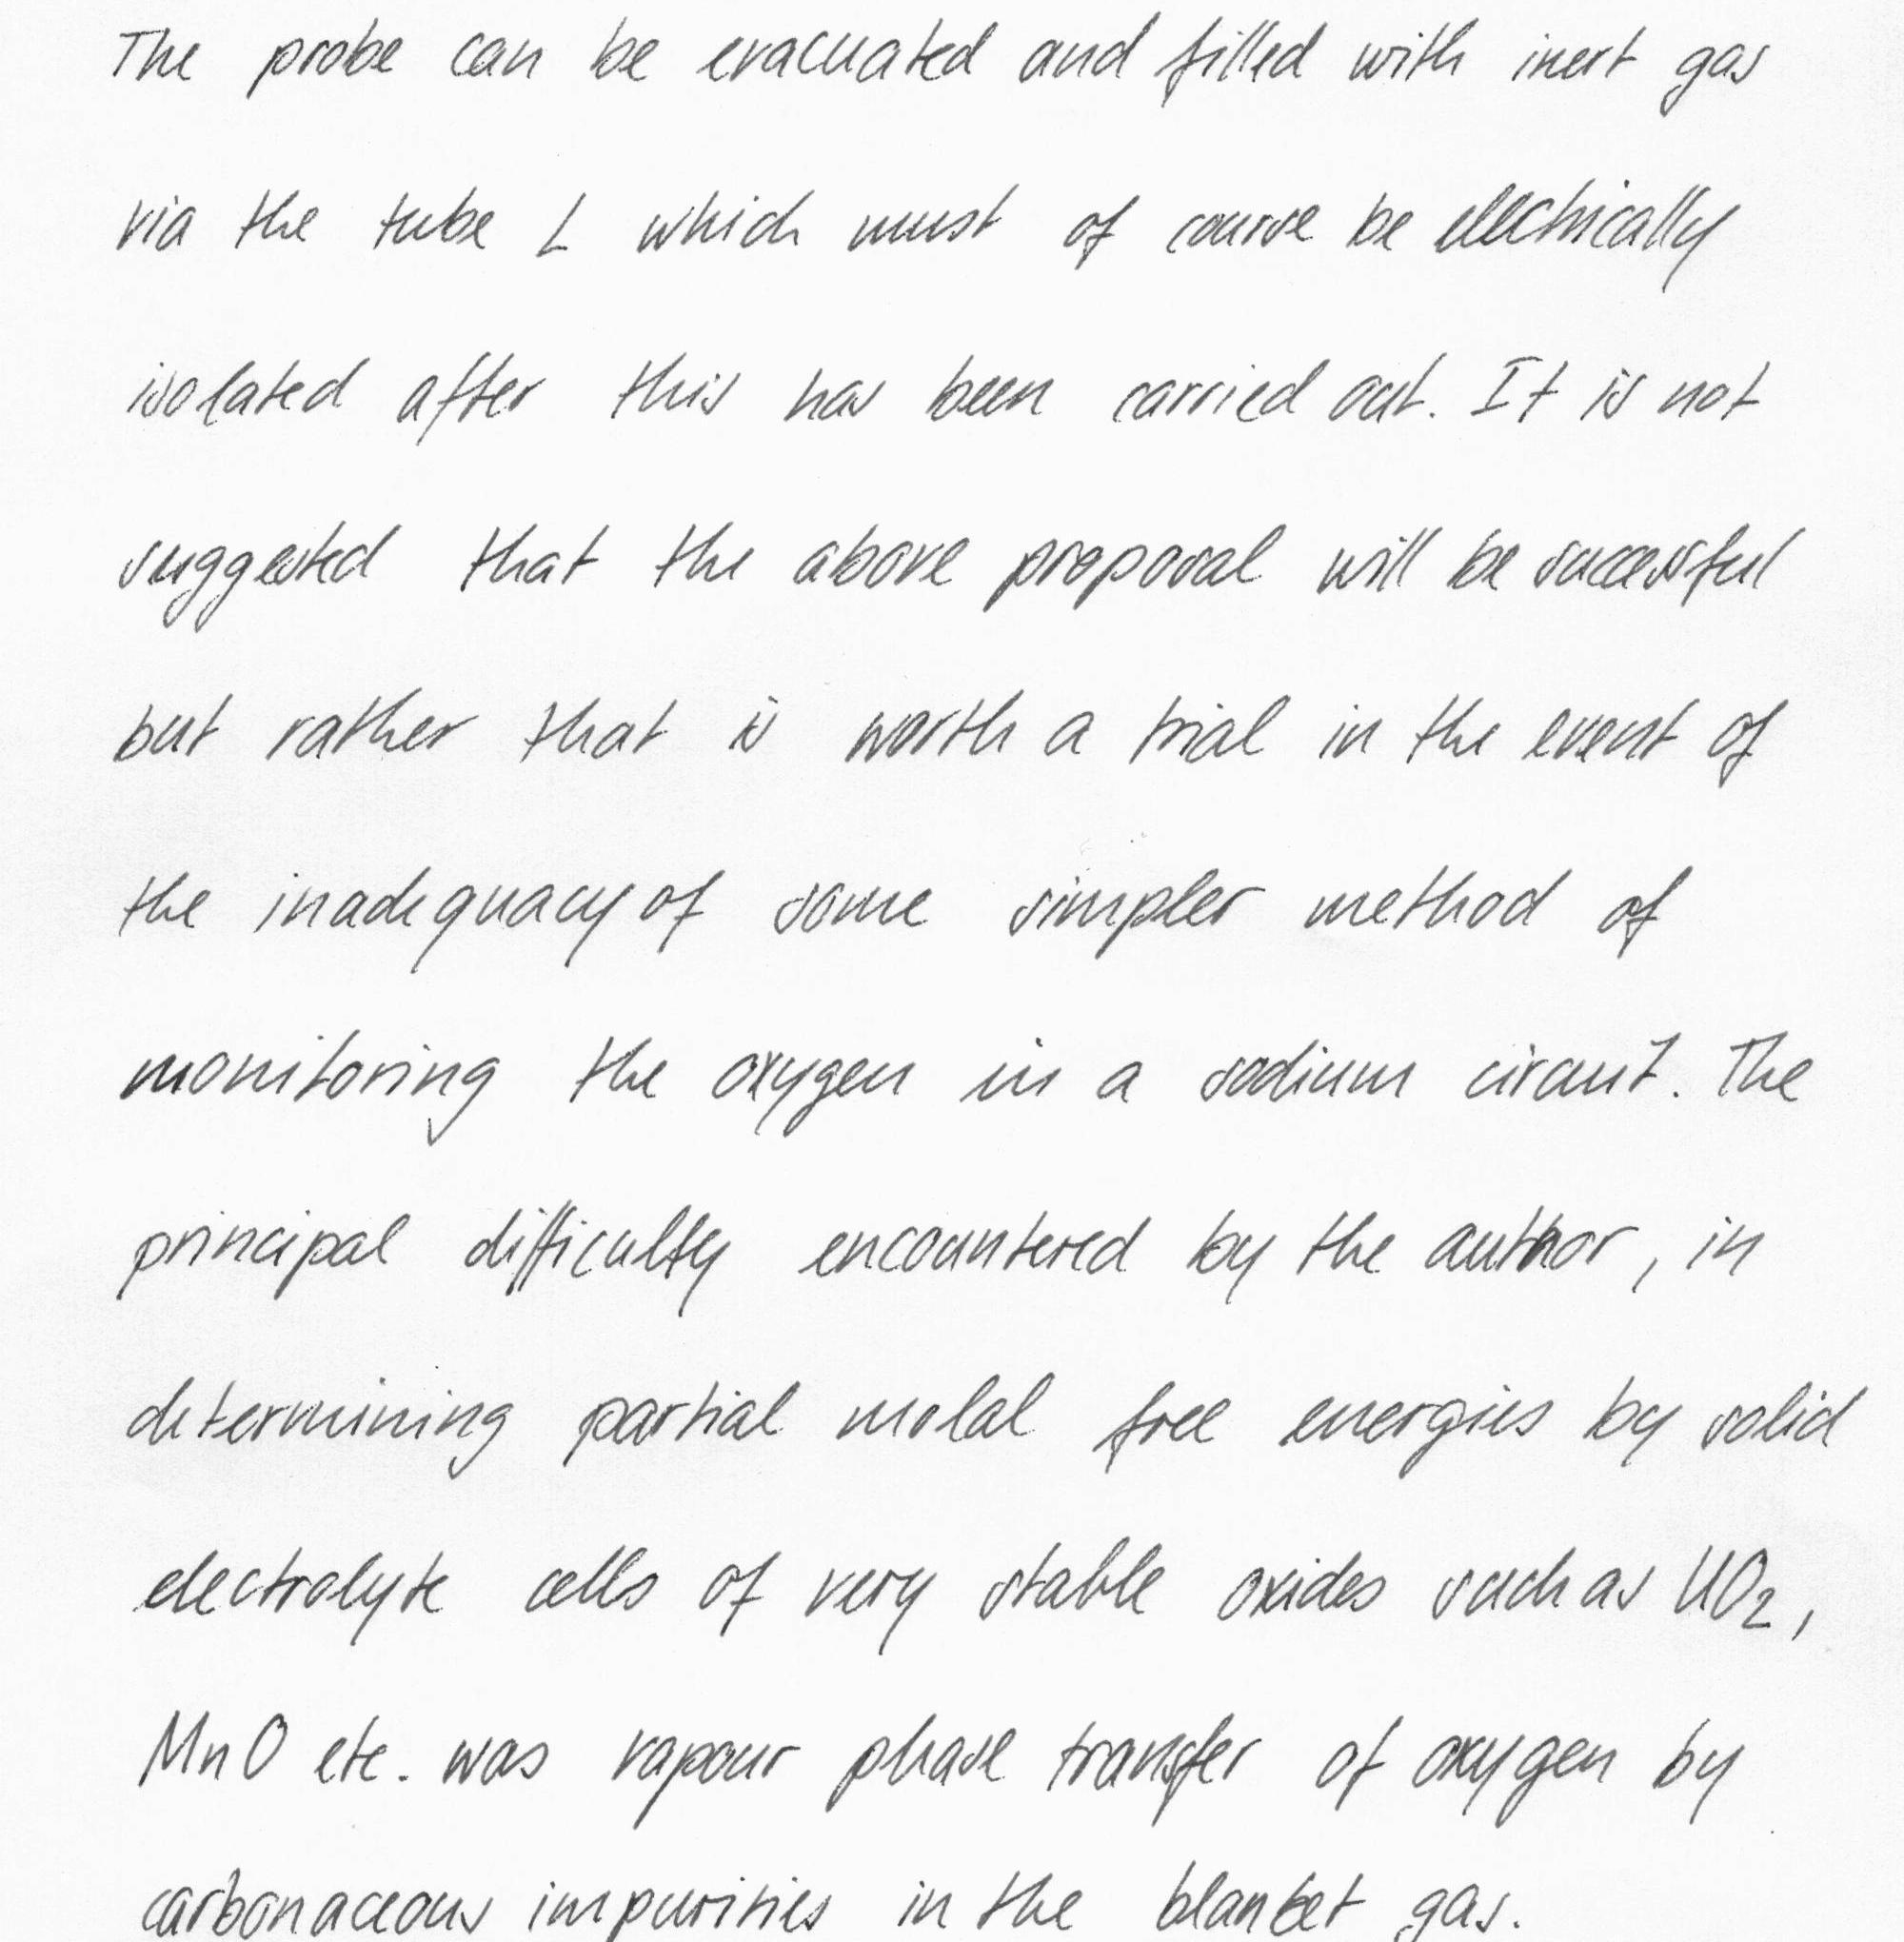 The probe can be evacuated and filled with inert gas
via the tube L which must of course be electrically
isolated after this has been carried out. It is not
suggested that the above proposal will be successful
but rather that is worth a trial in the event of
the inadequacy of some simpler method of
monitoring the oxygen in a sodium circuit. The
principal difficulty encountered by the author, in
determining partial molal free energies by solid
electrolyte cells of very stable oxides such as UO₂,
MnO etc. was vapour phase transfer of oxygen by
carbonaceous impurities in the blanket gas.